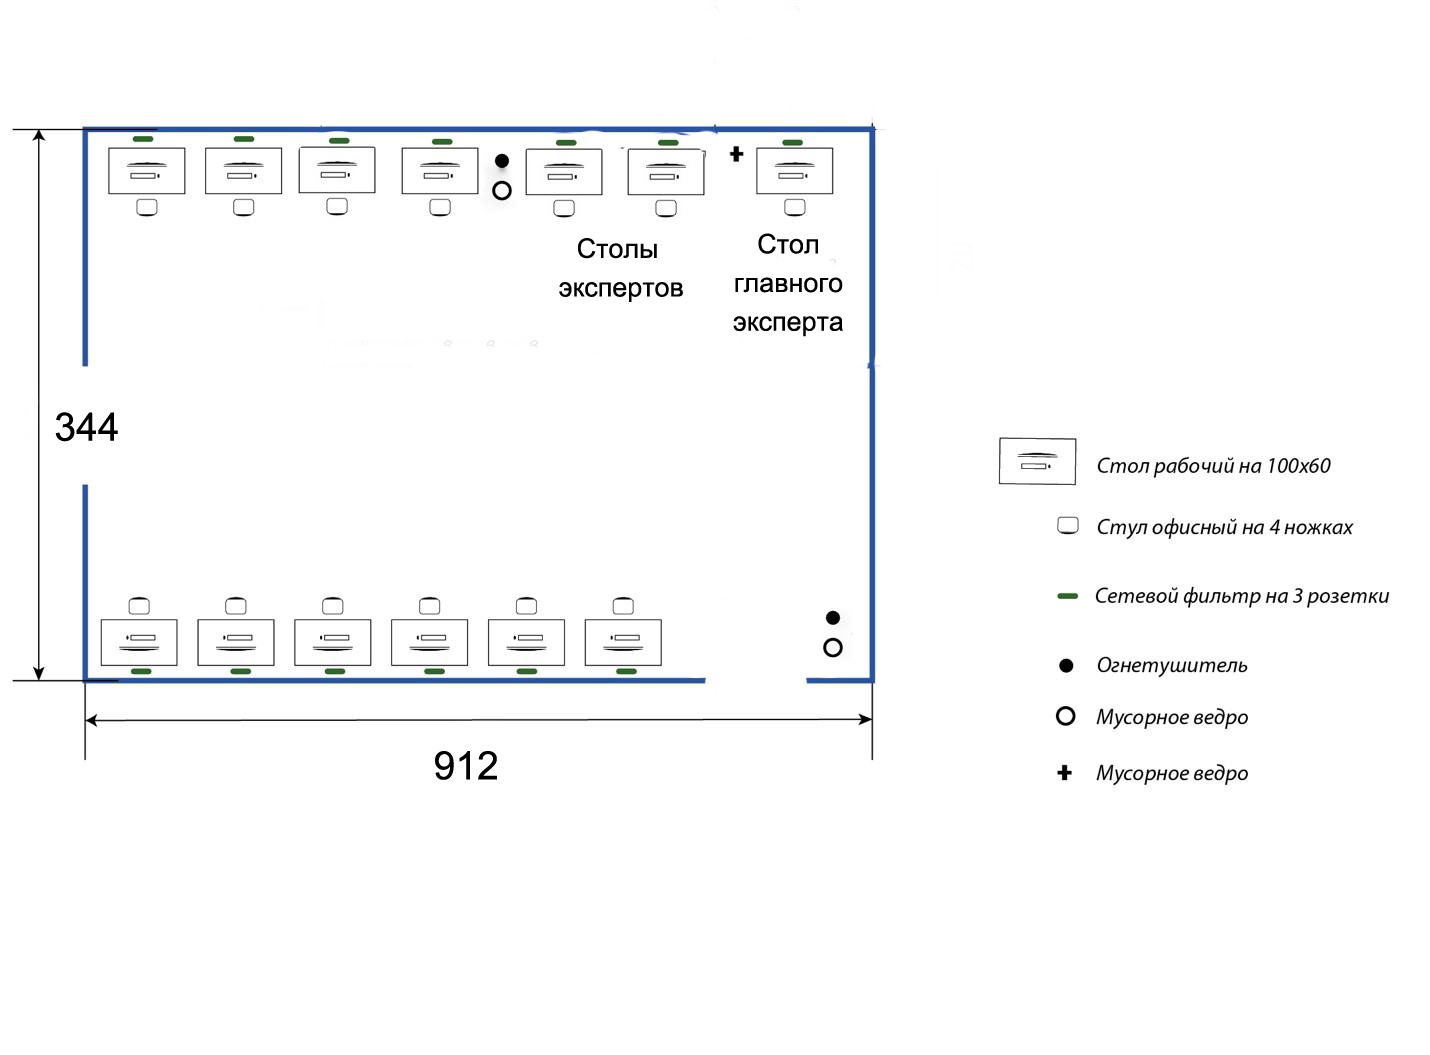 Столы
экспертов
Стол
главного
эксперта
344
912
Стол рабочий на 100х60
Стул офисный на 4 ножках
Сетевой фильтр на 3 розетки
Огнетушитель
Мусорное ведро
Мусорное ведро